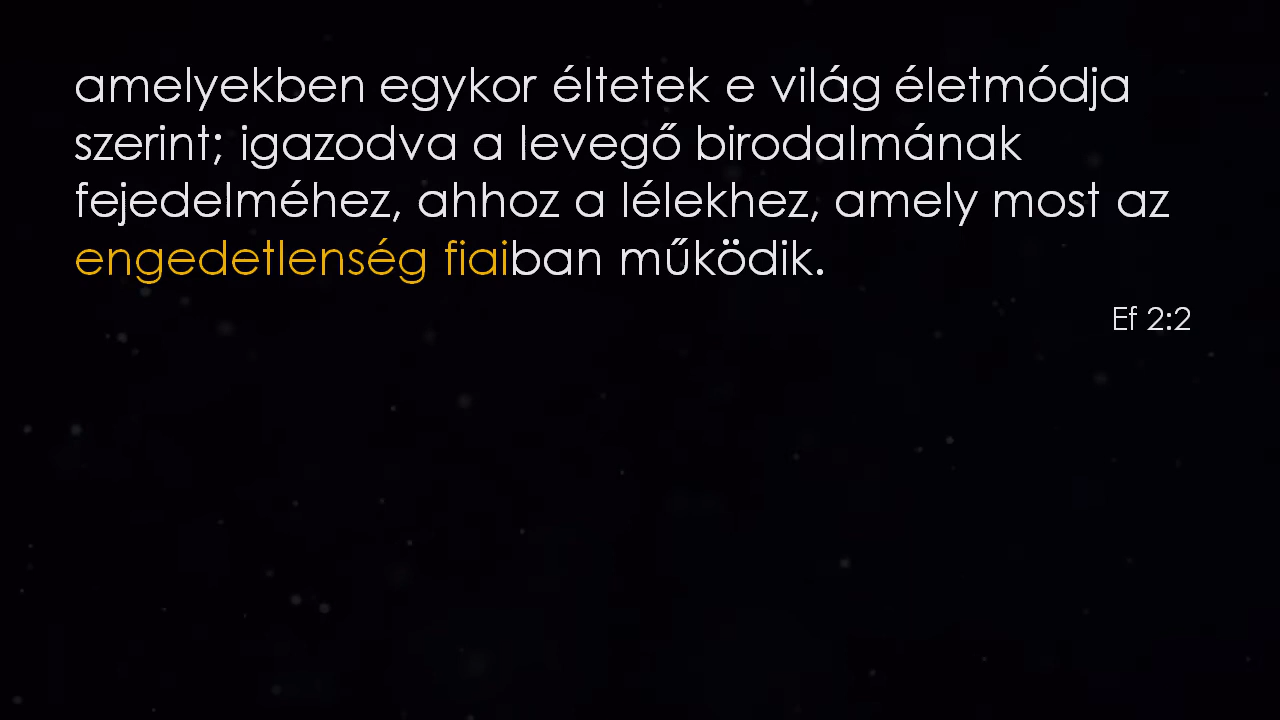 amelyekben egykor éltetek e világ életmódja
szerint; igazodva a levegő birodalmának
fejedelméhez, ahhoz a lélekhez, amely most az
engedetlenség fiaiban működik.
Ef 2:2